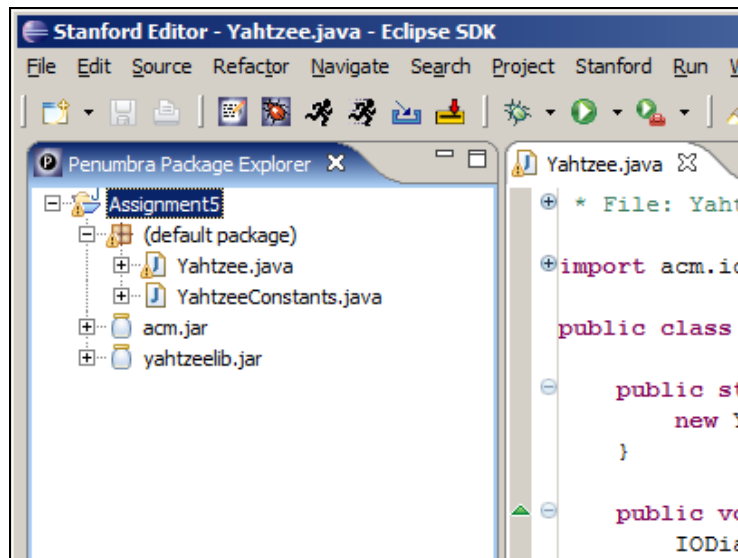 Stanford Editor - Yahtzee.java - Eclipse SDK
File Edit Source Refactor Navigate Search Project Stanford Run
P Penumbra Package Explorer
J Yahtzee.java
Assignment5
(default package)
J Yahtzee.java
J YahtzeeConstants.java
acm.jar
yahtzeelib.jar
* File: Yaht
import acm.io
public class
public st
new Y
}
public vo
IODia